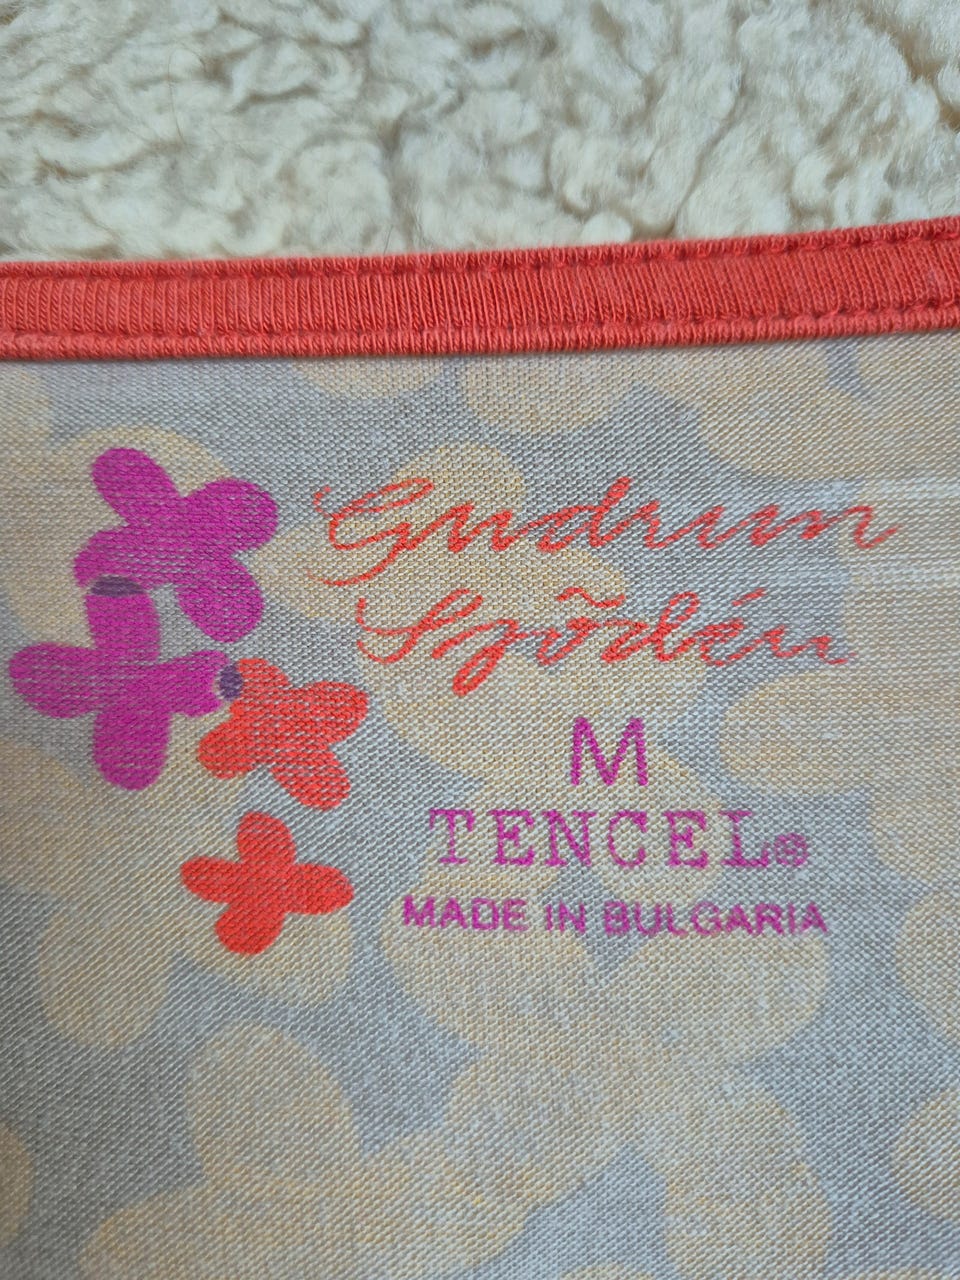 Gudrun
Sjödén
M
TENCEL®
MADE IN BULGARIA